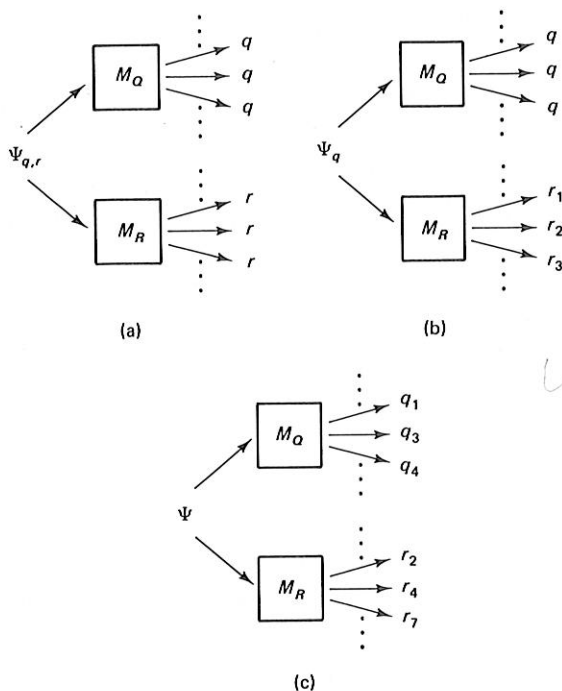 q
M_Q q
q
Ψ_{q,r}
r
M_R r
r
(a)
q
M_Q q
q
Ψ_q
r_1
M_R r_2
r_3
(b)
q_1
M_Q q_3
q_4
Ψ
r_2
M_R r_4
r_7
(c)